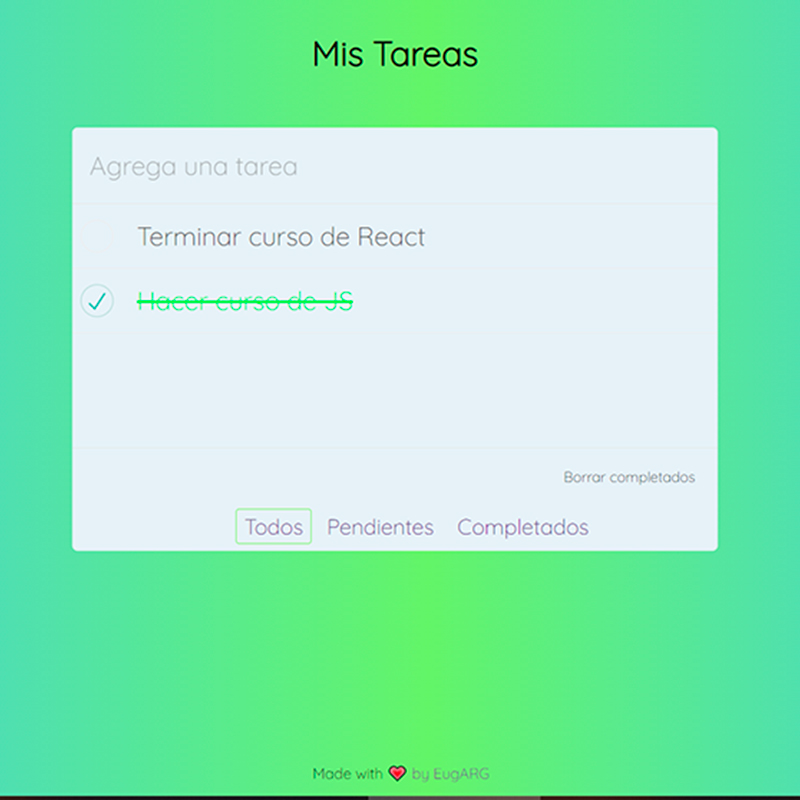 Mis Tareas
Agrega una tarea
Terminar curso de React
Hacer curso de JS
Borrar completados
Todos Pendientes Completados
Made with ❤ by EugARG